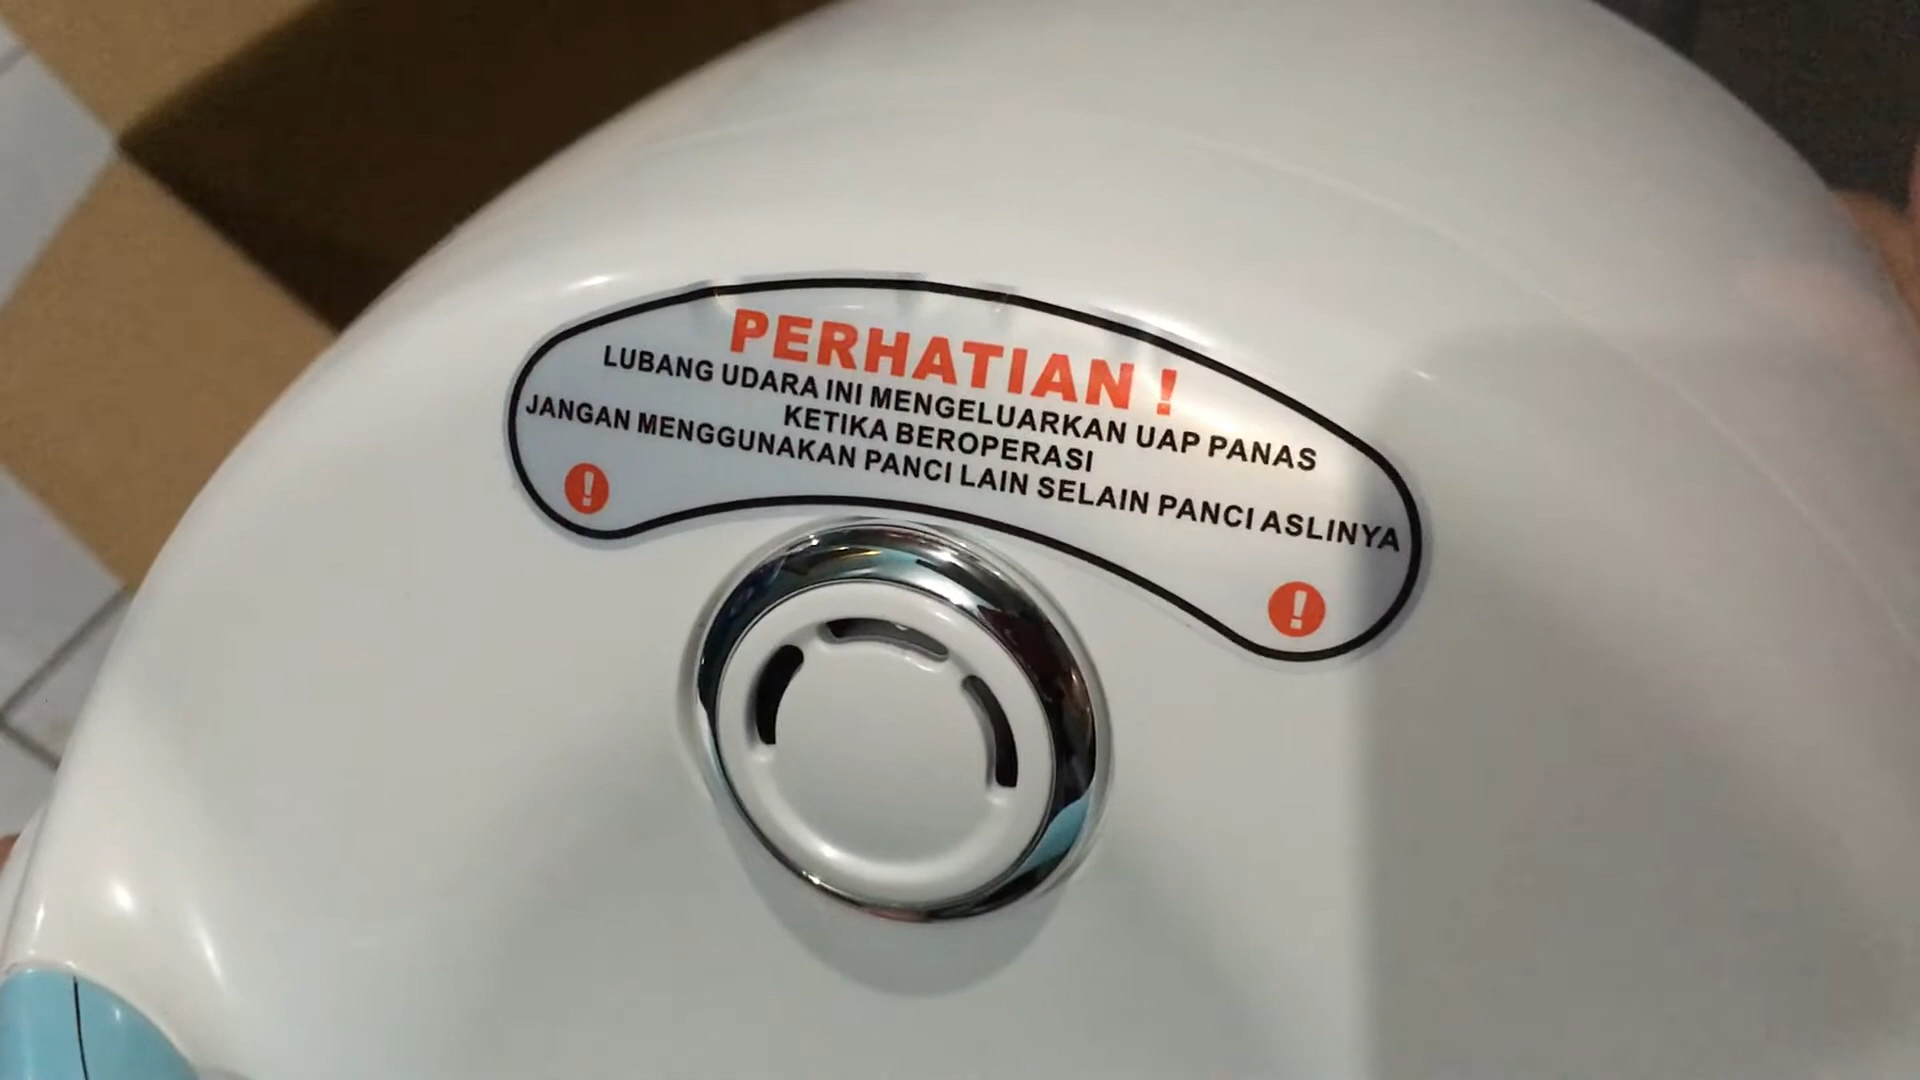 PERHATIAN !
LUBANG UDARA INI MENGELUARKAN UAP PANAS
KETIKA BEROPERASI
JANGAN MENGGUNAKAN PANCI LAIN SELAIN PANCI ASLINYA